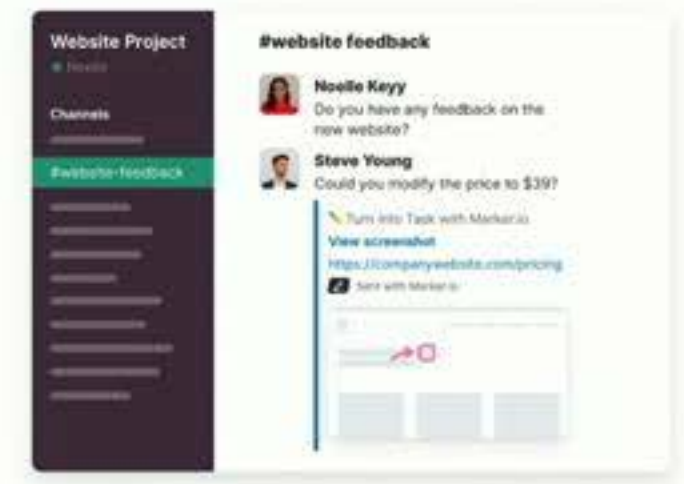 Website Project
Noelle
Channels
#website-feedback
#website feedback
Noelle Keyy
Do you have any feedback on the
new website?
Steve Young
Could you modify the price to $39?
Turn into Task with Marker.io
View screenshot
https://companywebsite.com/pricing
Sent with Marker.io